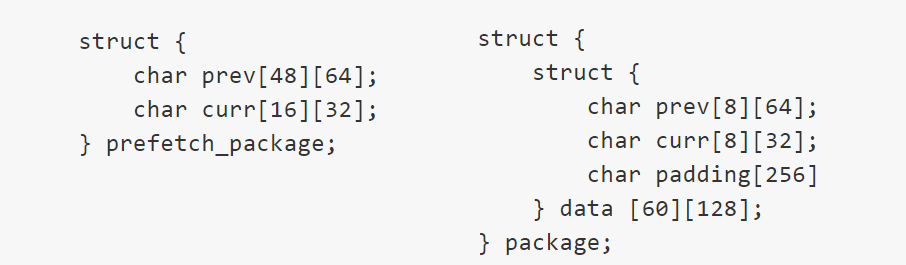 struct {
    char prev[48][64];
    char curr[16][32];
} prefetch_package;
struct {
    struct {
        char prev[8][64];
        char curr[8][32];
        char padding[256]
    } data [60][128];
} package;